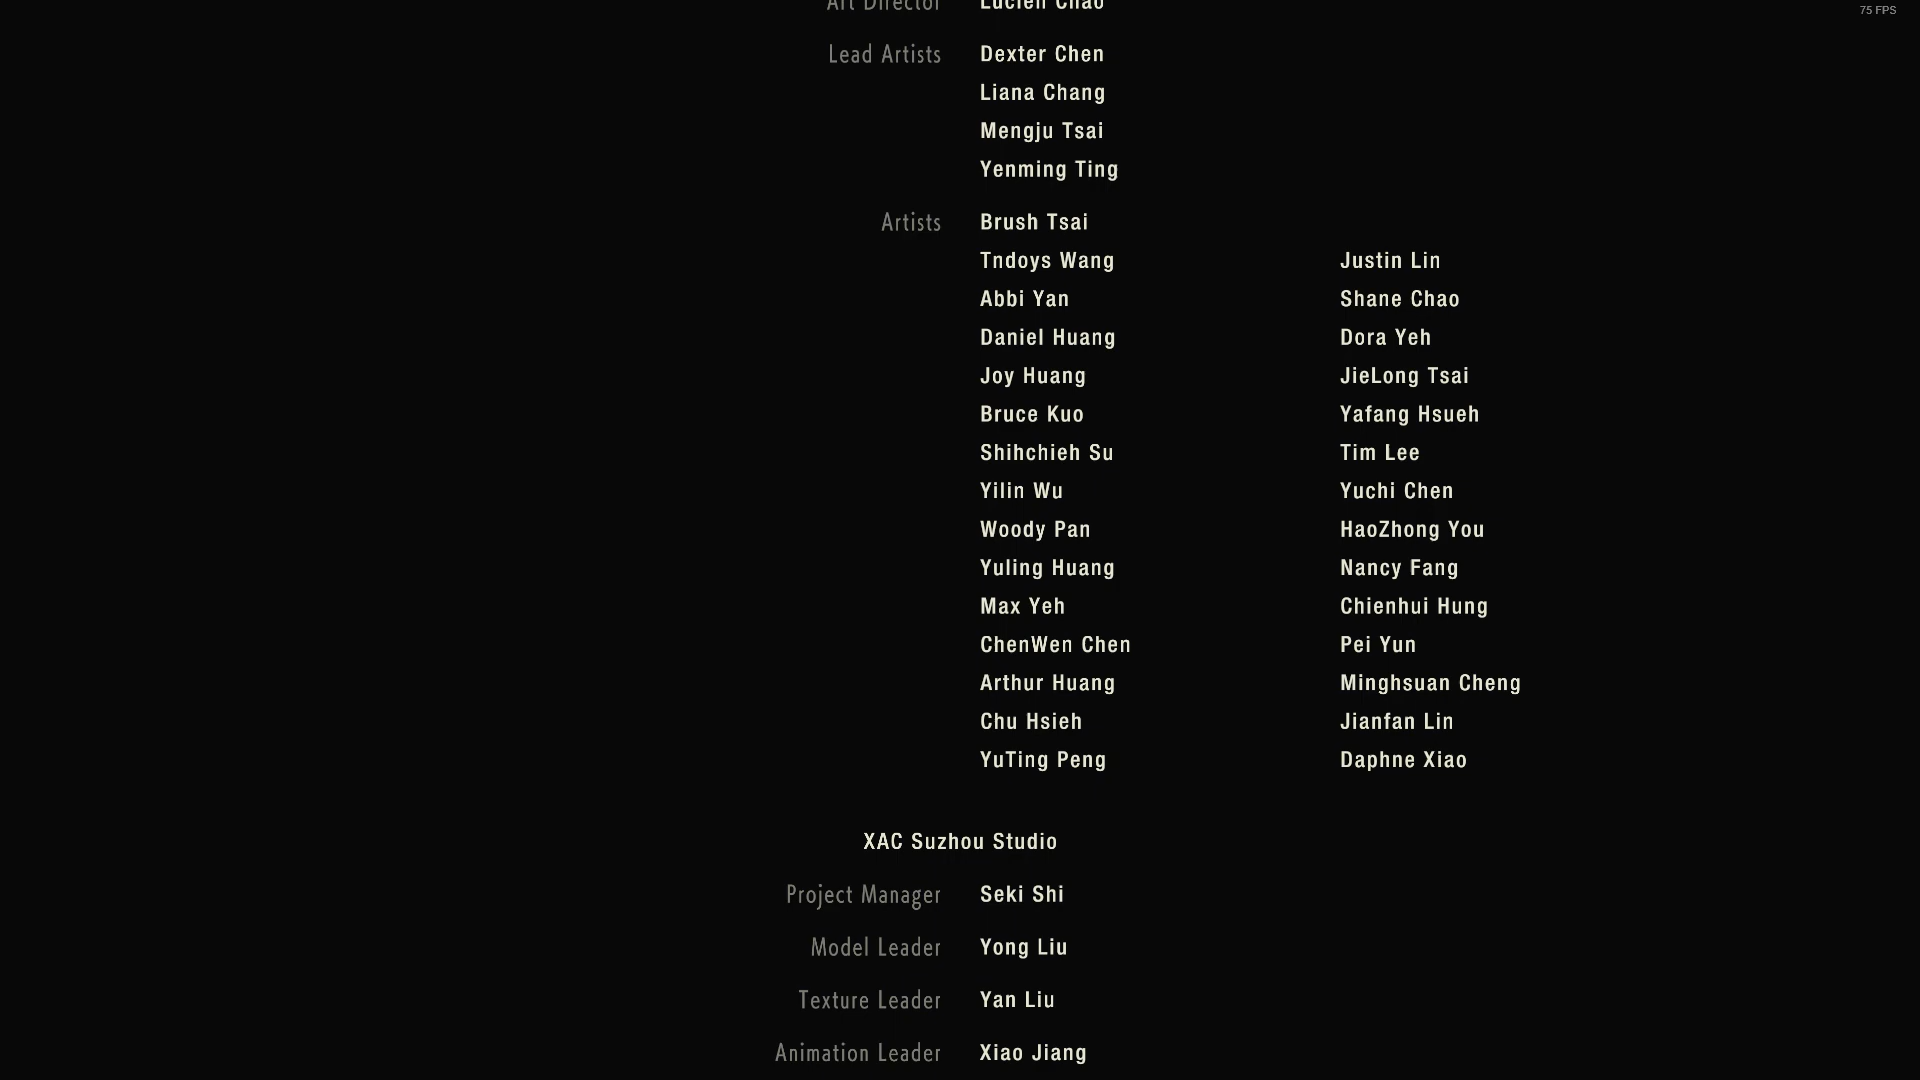 75 FPS
Art Director Lucien Chao
Lead Artists Dexter Chen
Liana Chang
Mengju Tsai
Yenming Ting
Artists Brush Tsai
Tndoys Wang Justin Lin
Abbi Yan Shane Chao
Daniel Huang Dora Yeh
Joy Huang JieLong Tsai
Bruce Kuo Yafang Hsueh
Shihchieh Su Tim Lee
Yilin Wu Yuchi Chen
Woody Pan HaoZhong You
Yuling Huang Nancy Fang
Max Yeh Chienhui Hung
ChenWen Chen Pei Yun
Arthur Huang Minghsuan Cheng
Chu Hsieh Jianfan Lin
YuTing Peng Daphne Xiao
XAC Suzhou Studio
Project Manager Seki Shi
Model Leader Yong Liu
Texture Leader Yan Liu
Animation Leader Xiao Jiang